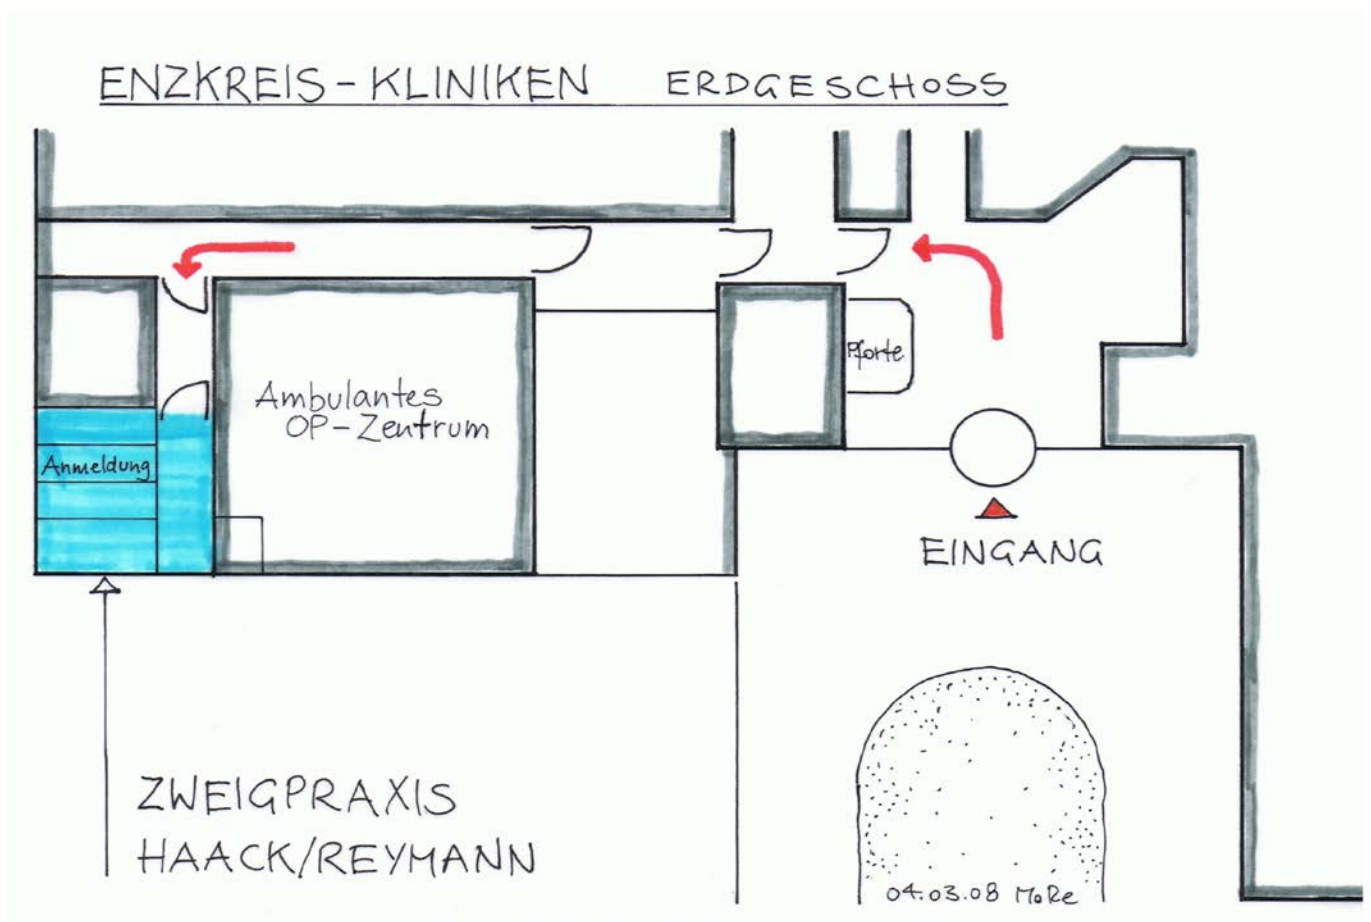 ENZKREIS-KLINIKEN ERDGESCHOSS
Pforte
Ambulantes
OP-Zentrum
Anmeldung
EINGANG
ZWEIGPRAXIS
HAACK/REYMANN
04.03.08 MoRe